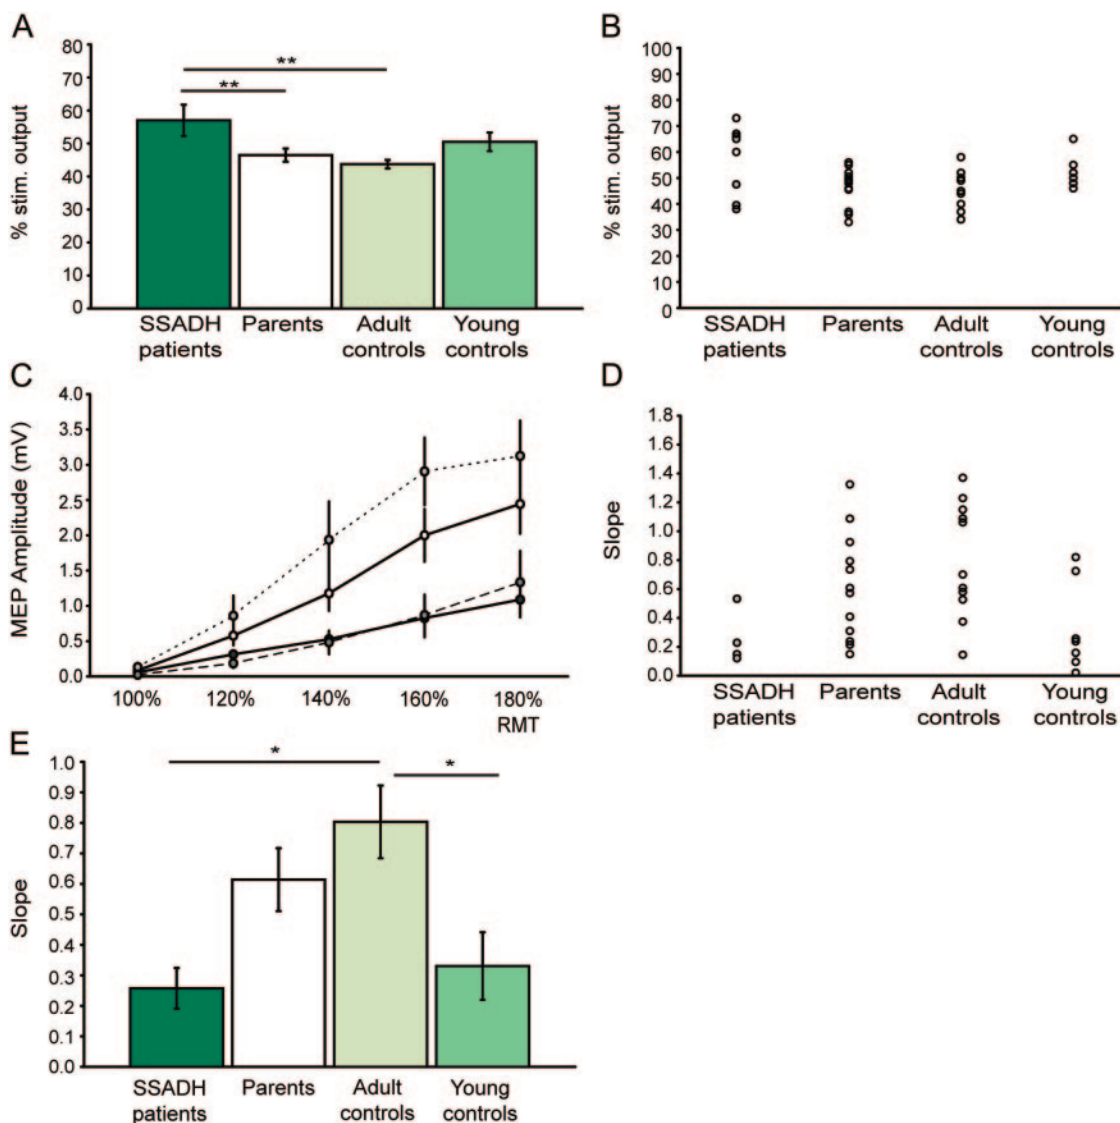 A
% stim. output
80
70
60
50
40
30
20
10
0
**
**
SSADH
patients
Parents
Adult
controls
Young
controls
B
% stim. output
100
90
80
70
60
50
40
30
20
10
0
SSADH
patients
Parents
Adult
controls
Young
controls
C
MEP Amplitude (mV)
4.0
3.5
3.0
2.5
2.0
1.5
1.0
0.5
0.0
100% 120% 140% 160% 180%
RMT
D
Slope
1.8
1.6
1.4
1.2
1.0
0.8
0.6
0.4
0.2
0.0
SSADH
patients
Parents
Adult
controls
Young
controls
E
Slope
1.0
0.9
0.8
0.7
0.6
0.5
0.4
0.3
0.2
0.1
0.0
*
*
SSADH
patients
Parents
Adult
controls
Young
controls